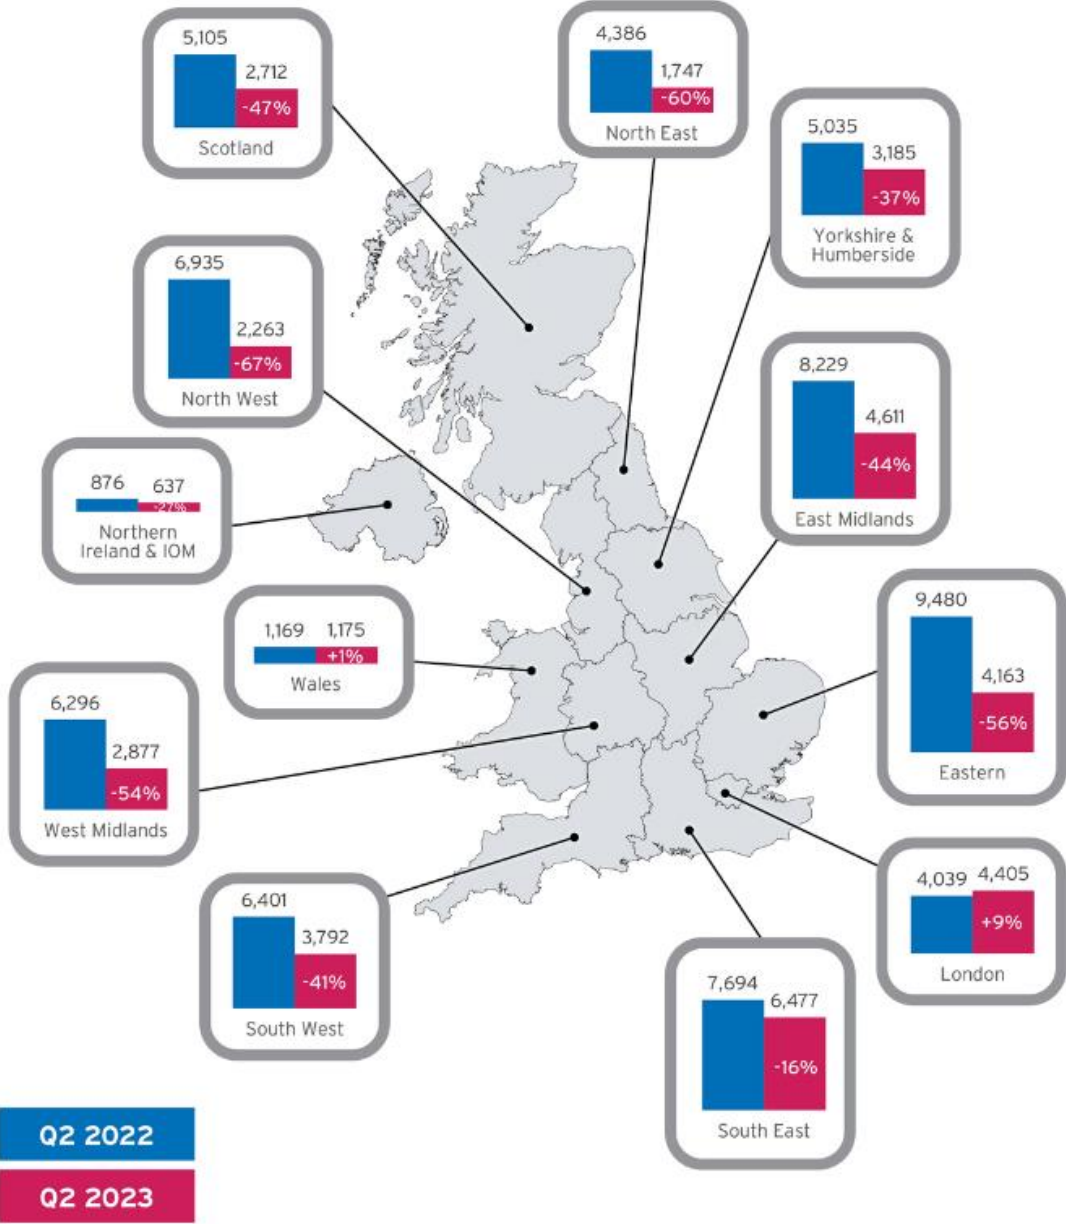 5,105
2,712
-47%
Scotland
4,386
1,747
-60%
North East
5,035
3,185
-37%
Yorkshire &
Humberside
6,935
2,263
-67%
North West
8,229
4,611
-44%
East Midlands
876
637
-27%
Northern
Ireland & IOM
1,169
1,175
+1%
Wales
9,480
4,163
-56%
Eastern
6,296
2,877
-54%
West Midlands
4,039
4,405
+9%
London
6,401
3,792
-41%
South West
7,694
6,477
-16%
South East
Q2 2022
Q2 2023